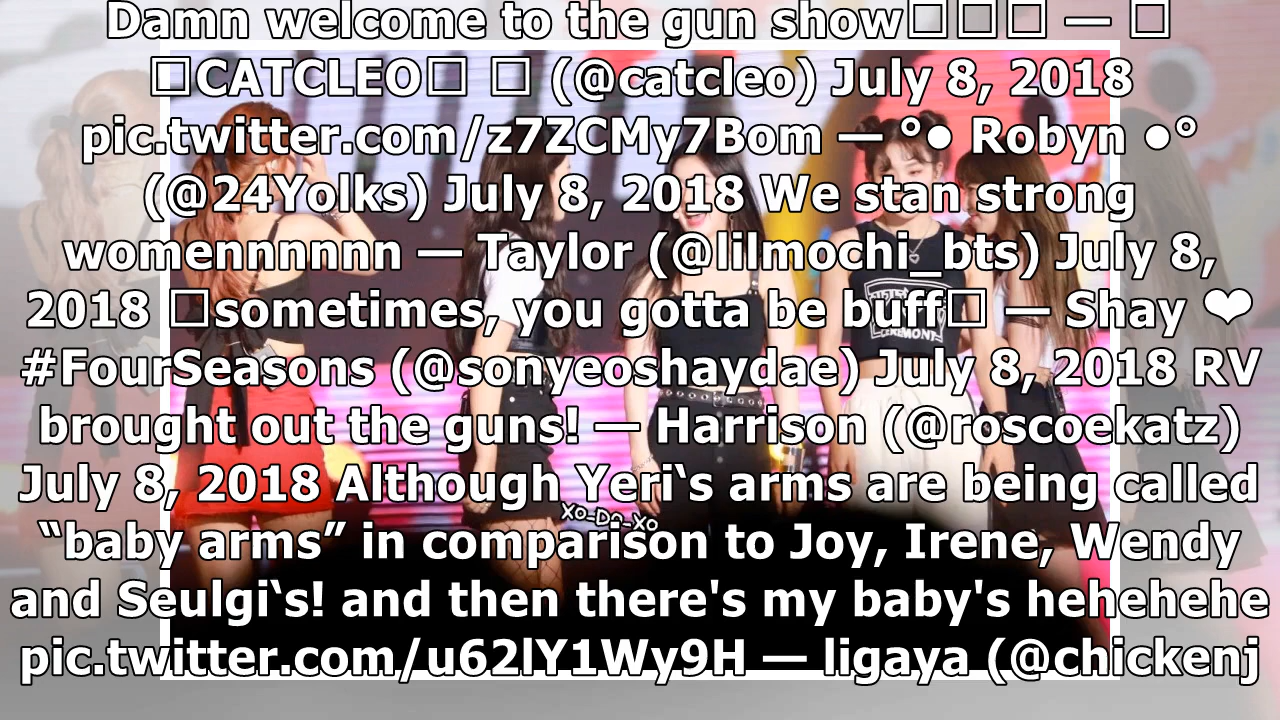 Damn welcome to the gun show□□□ — □
□CATCLEO□ □ (@catcleo) July 8, 2018
pic.twitter.com/z7ZCMy7Bom — °● Robyn ●°
(@24Yolks) July 8, 2018 We stan strong
womennnnnnn — Taylor (@lilmochi_bts) July 8,
2018 □sometimes, you gotta be buff□ — Shay ❤
#FourSeasons (@sonyeoshaydae) July 8, 2018 RV
brought out the guns! — Harrison (@roscoekatz)
July 8, 2018 Although Yeri‛s arms are being called
XO-DA-XO
“baby arms” in comparison to Joy, Irene, Wendy
and Seulgi‛s! and then there's my baby's hehehehe
pic.twitter.com/u62lY1Wy9H — ligaya (@chickenj